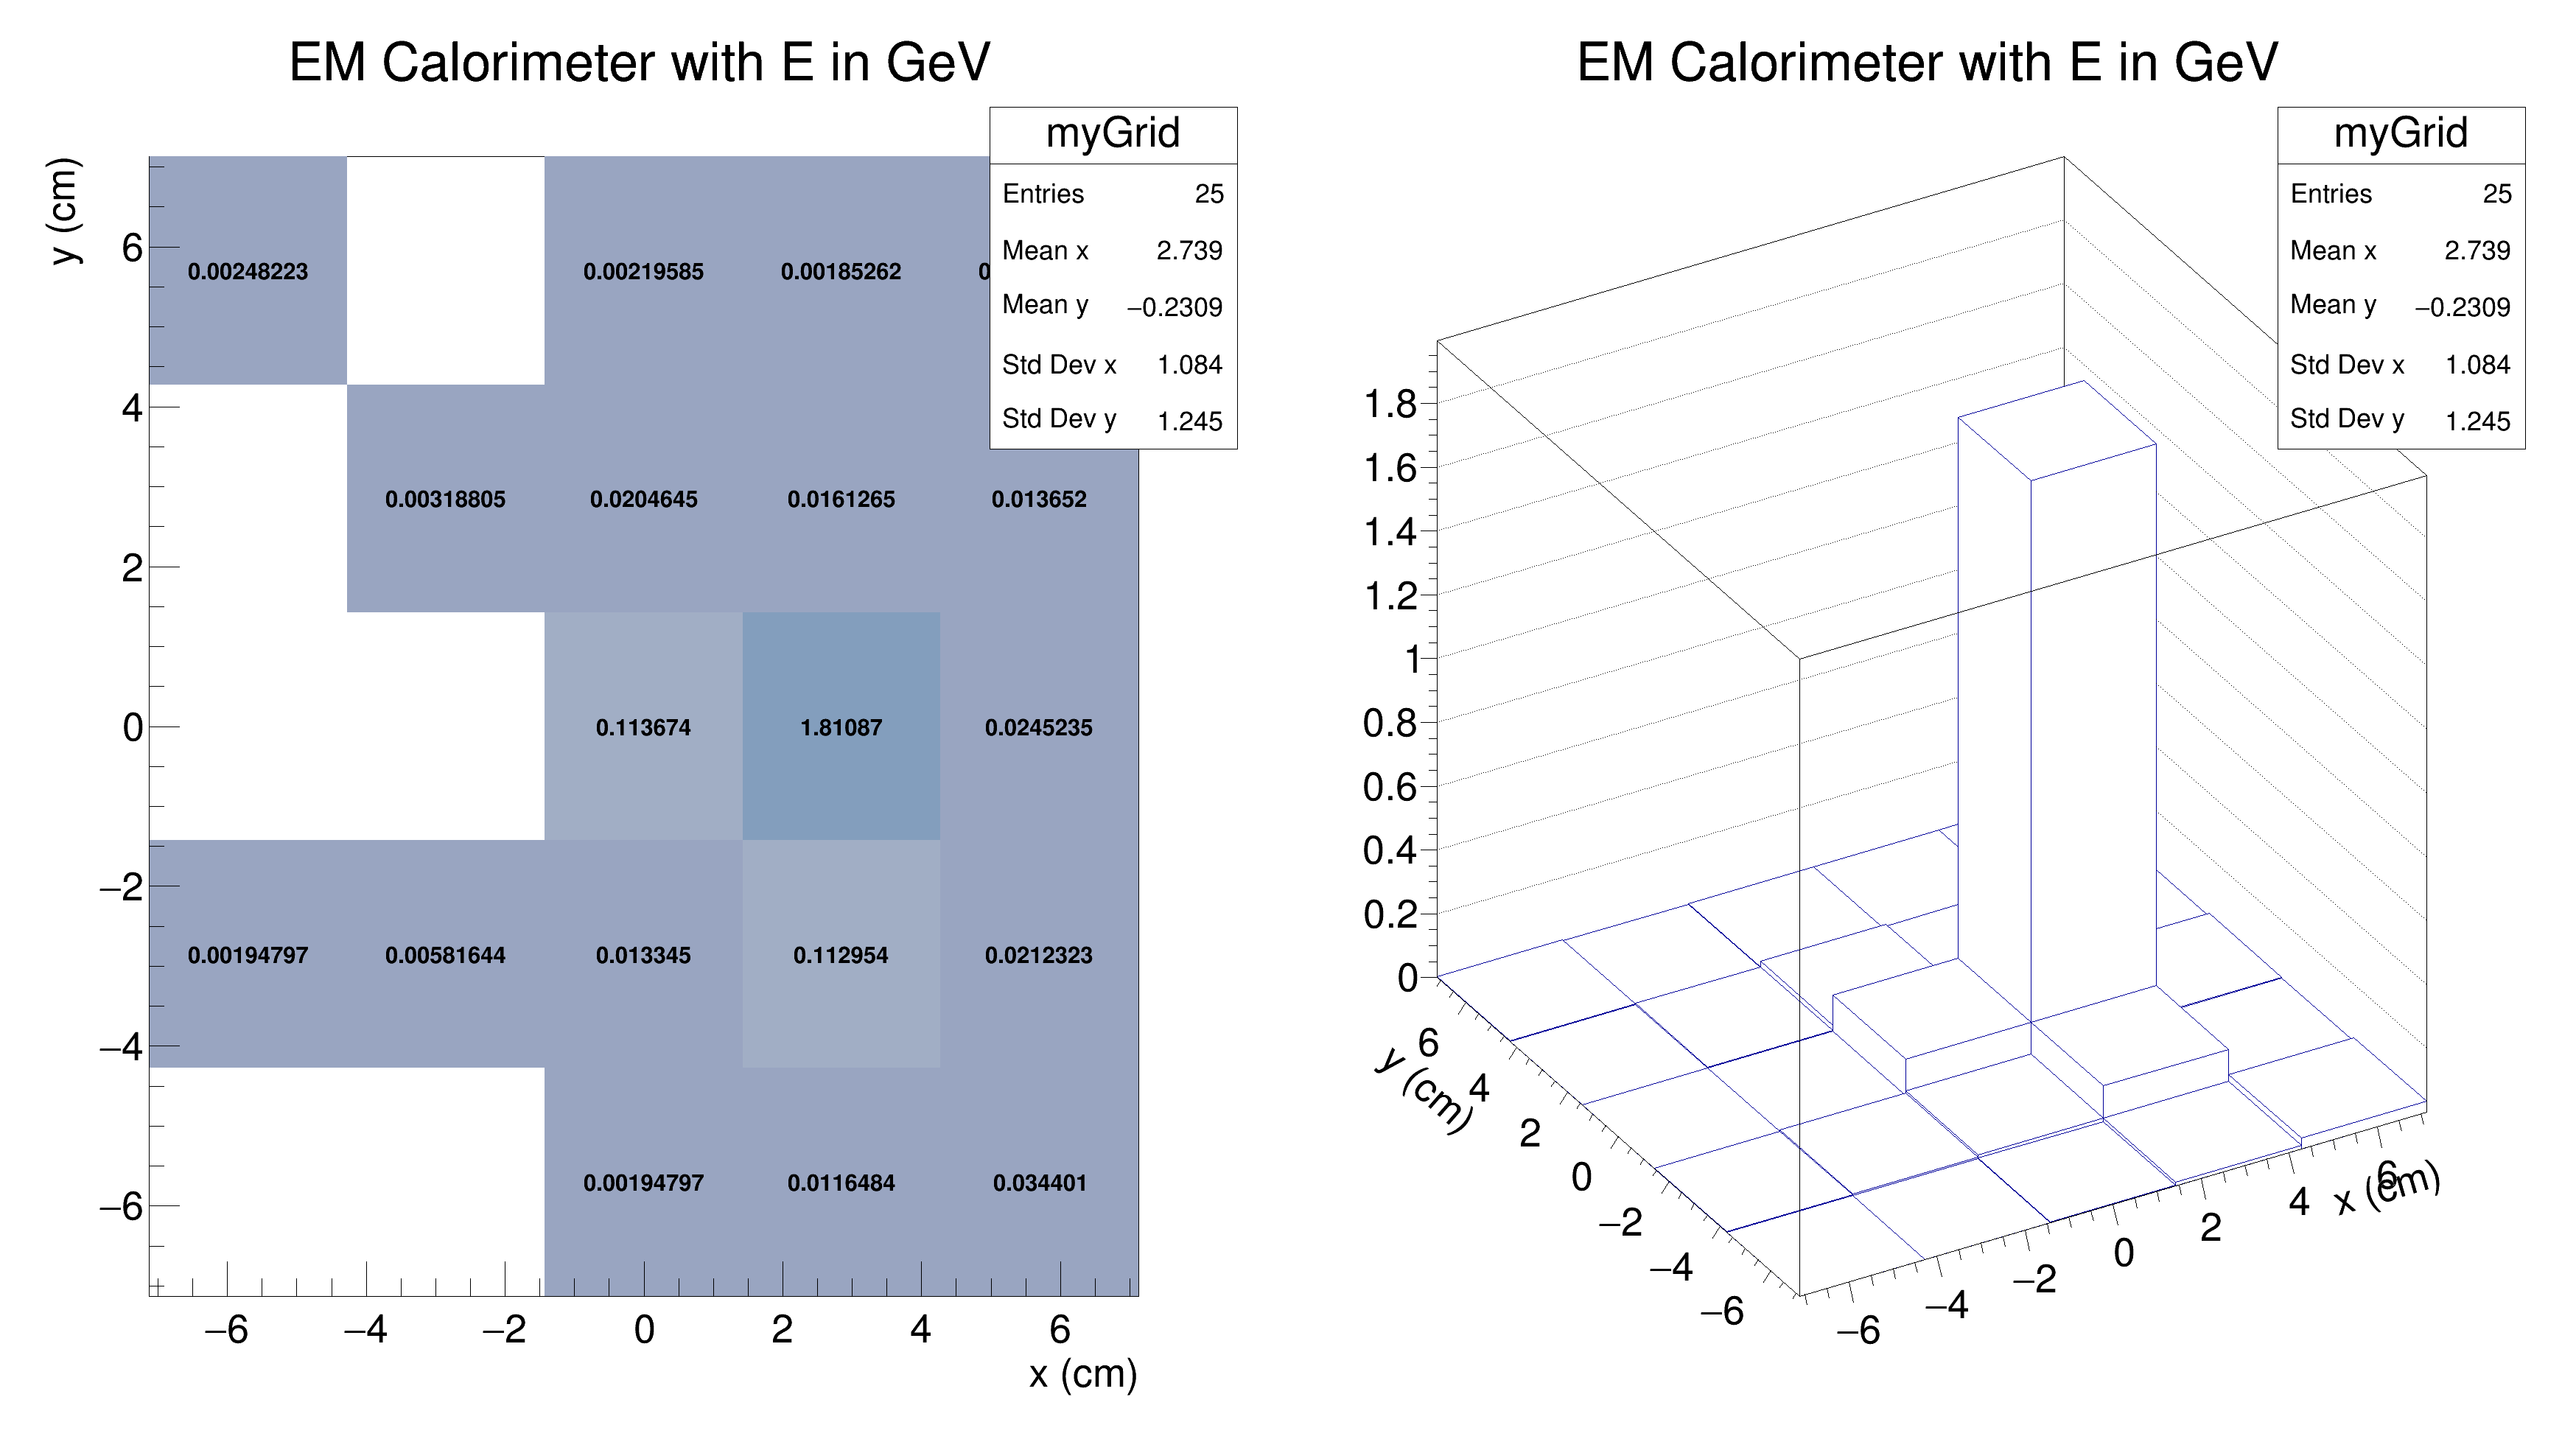 EM Calorimeter with E in GeV
myGrid
Entries 25
Mean x 2.739
Mean y −0.2309
Std Dev x 1.084
Std Dev y 1.245
y (cm)
6
4
2
0
−2
−4
−6
0.00248223 0.00219585 0.00185262
0.00318805 0.0204645 0.0161265 0.013652
0.113674 1.81087 0.0245235
0.00194797 0.00581644 0.013345 0.112954 0.0212323
0.00194797 0.0116484 0.034401
−6 −4 −2 0 2 4 6
x (cm)
EM Calorimeter with E in GeV
myGrid
Entries 25
Mean x 2.739
Mean y −0.2309
Std Dev x 1.084
Std Dev y 1.245
1.8
1.6
1.4
1.2
1
0.8
0.6
0.4
0.2
0
6
4
2
0
−2
−4
−6
y (cm)
−6 −4 −2 0 2 4 6
x (cm)